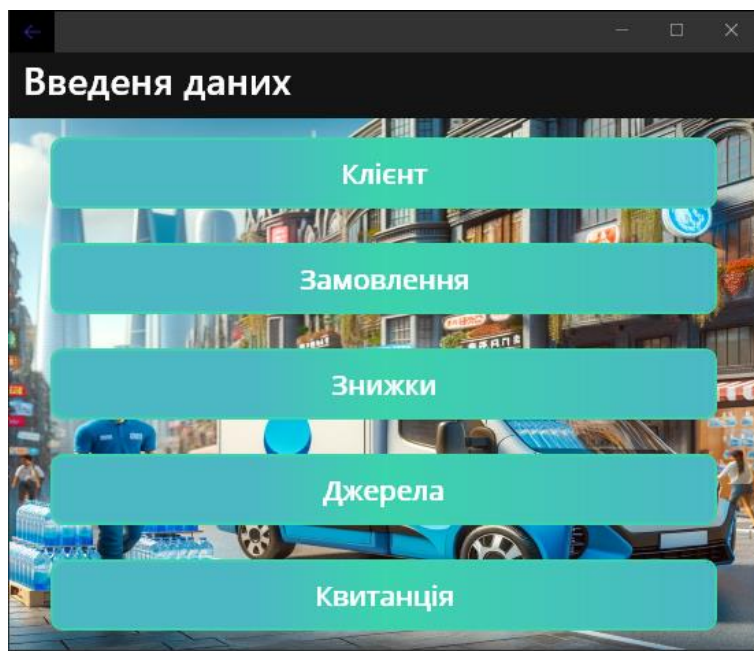 Введеня даних
Клієнт
Замовлення
Знижки
Джерела
Квитанція